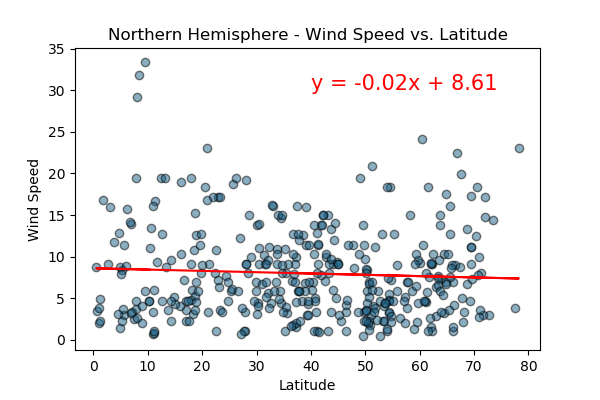 Northern Hemisphere - Wind Speed vs. Latitude
y = -0.02x + 8.61
Wind Speed
35
30
25
20
15
10
5
0
0 10 20 30 40 50 60 70 80
Latitude